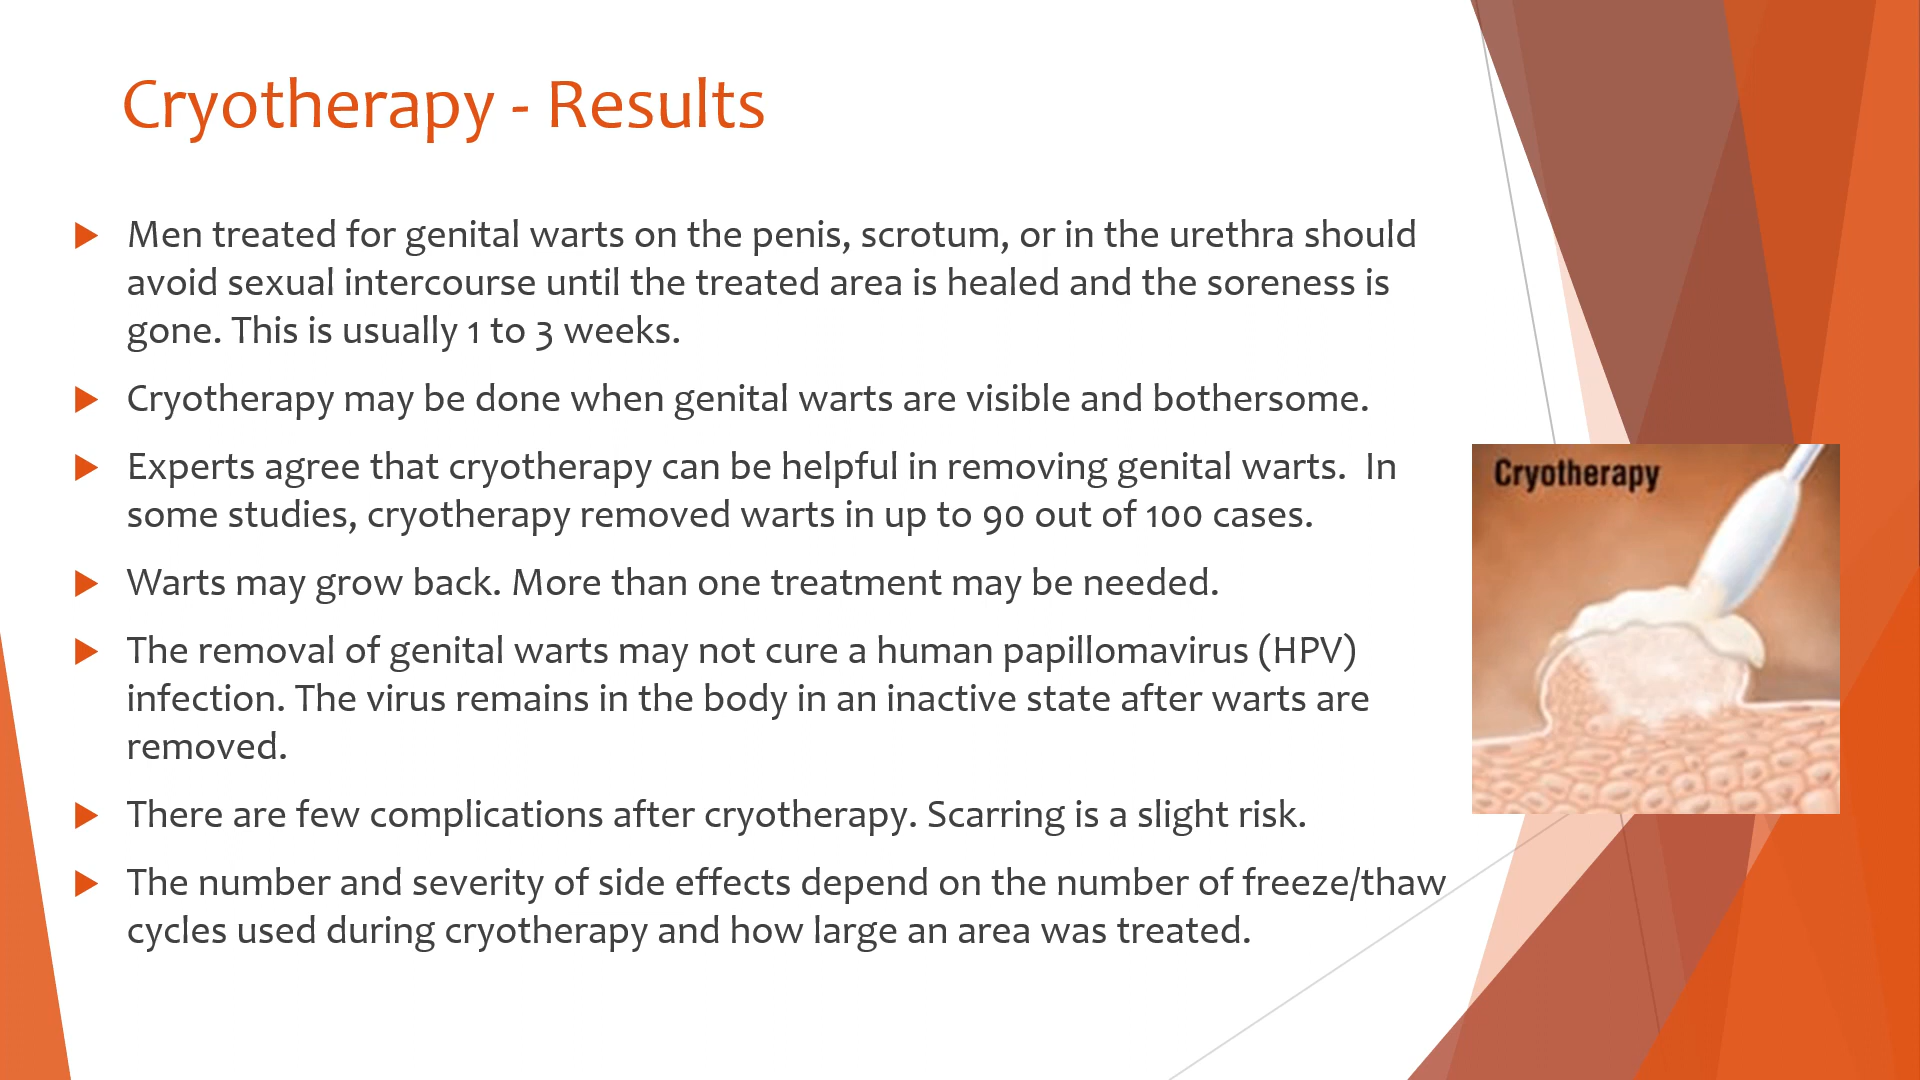 Cryotherapy - Results
Men treated for genital warts on the penis, scrotum, or in the urethra should
avoid sexual intercourse until the treated area is healed and the soreness is
gone. This is usually 1 to 3 weeks.
Cryotherapy may be done when genital warts are visible and bothersome.
Experts agree that cryotherapy can be helpful in removing genital warts.  In
some studies, cryotherapy removed warts in up to 90 out of 100 cases.
Warts may grow back. More than one treatment may be needed.
The removal of genital warts may not cure a human papillomavirus (HPV)
infection. The virus remains in the body in an inactive state after warts are
removed.
There are few complications after cryotherapy. Scarring is a slight risk.
The number and severity of side effects depend on the number of freeze/thaw
cycles used during cryotherapy and how large an area was treated.
Cryotherapy